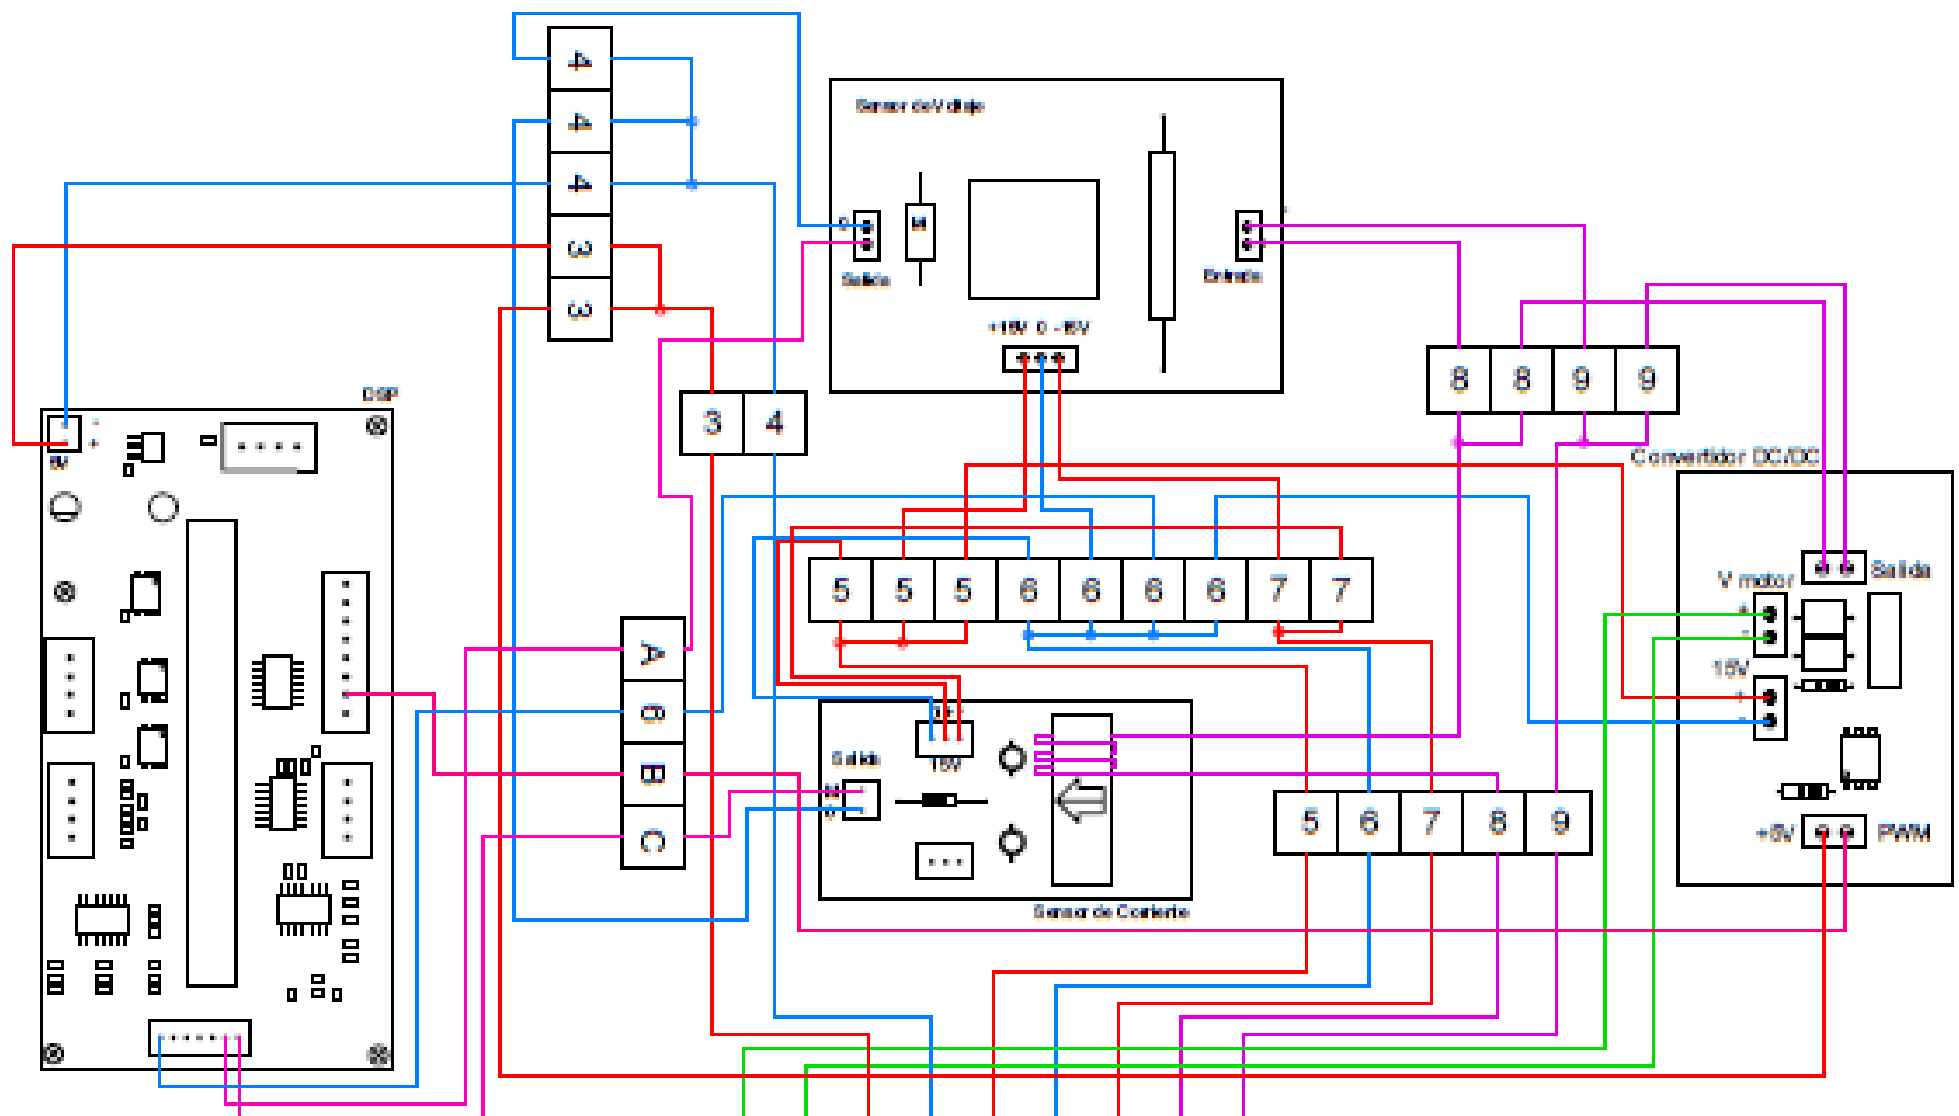 4
4
4
3
3
Sensor de Voltaje
Salida
Entrada
+15V 0 -15V
DSP
5V
3 4
8 8 9 9
Convertidor DC/DC
5 5 5 6 6 6 6 7 7
A
6
B
C
V motor
Salida
15V
Salida
15V
5 6 7 8 9
+5V PWM
Sensor de Corriente